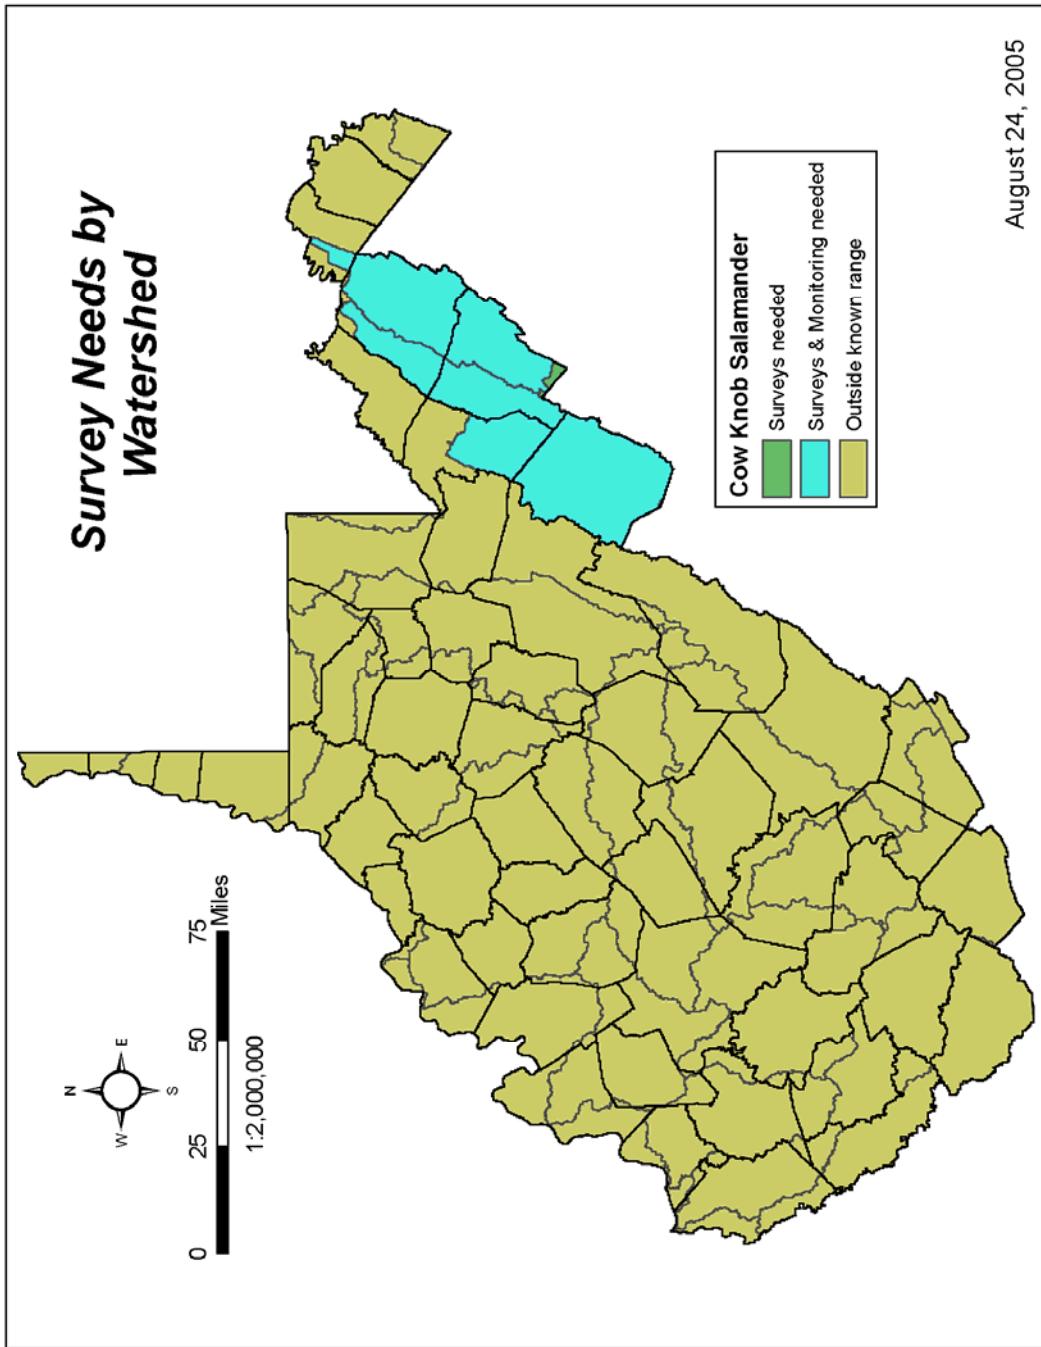 Survey Needs by
Watershed
N
W
E
S
0
25
50
75
Miles
1:2,000,000
Cow Knob Salamander
Surveys needed
Surveys & Monitoring needed
Outside known range
August 24, 2005